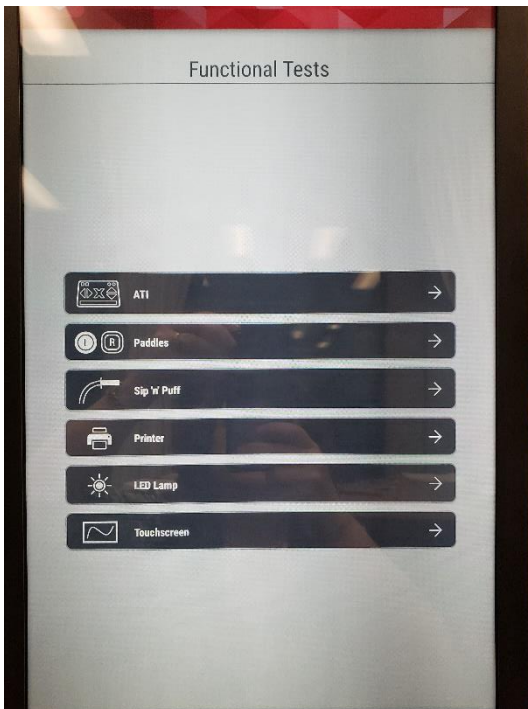 Functional Tests
ATI
L R Paddles
Sip 'n' Puff
Printer
LED Lamp
Touchscreen